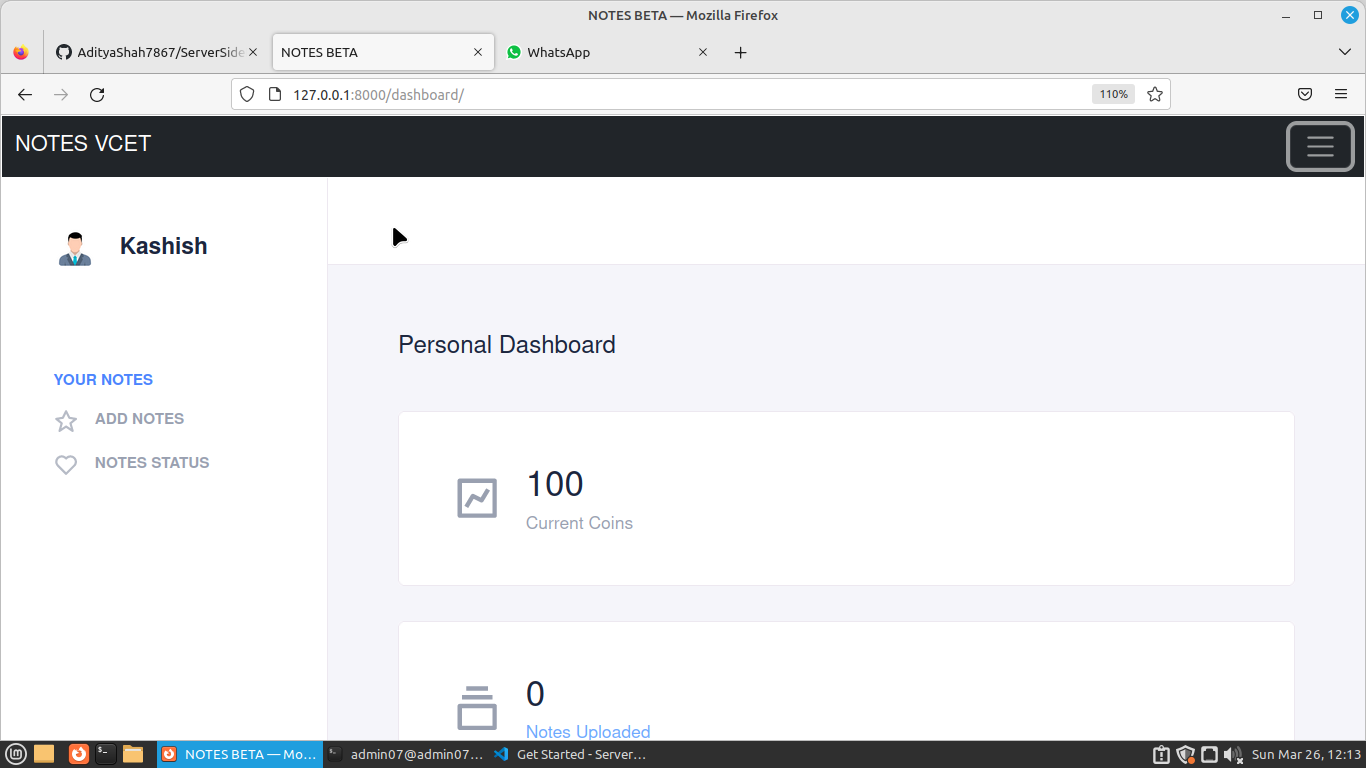 NOTES BETA — Mozilla Firefox
AdityaShah7867/ServerSide
NOTES BETA
WhatsApp
127.0.0.1:8000/dashboard/
110%
NOTES VCET
Kashish
YOUR NOTES
ADD NOTES
NOTES STATUS
Personal Dashboard
100
Current Coins
0
Notes Uploaded
NOTES BETA — Mo...
admin07@admin07...
Get Started - Server...
Sun Mar 26, 12:13